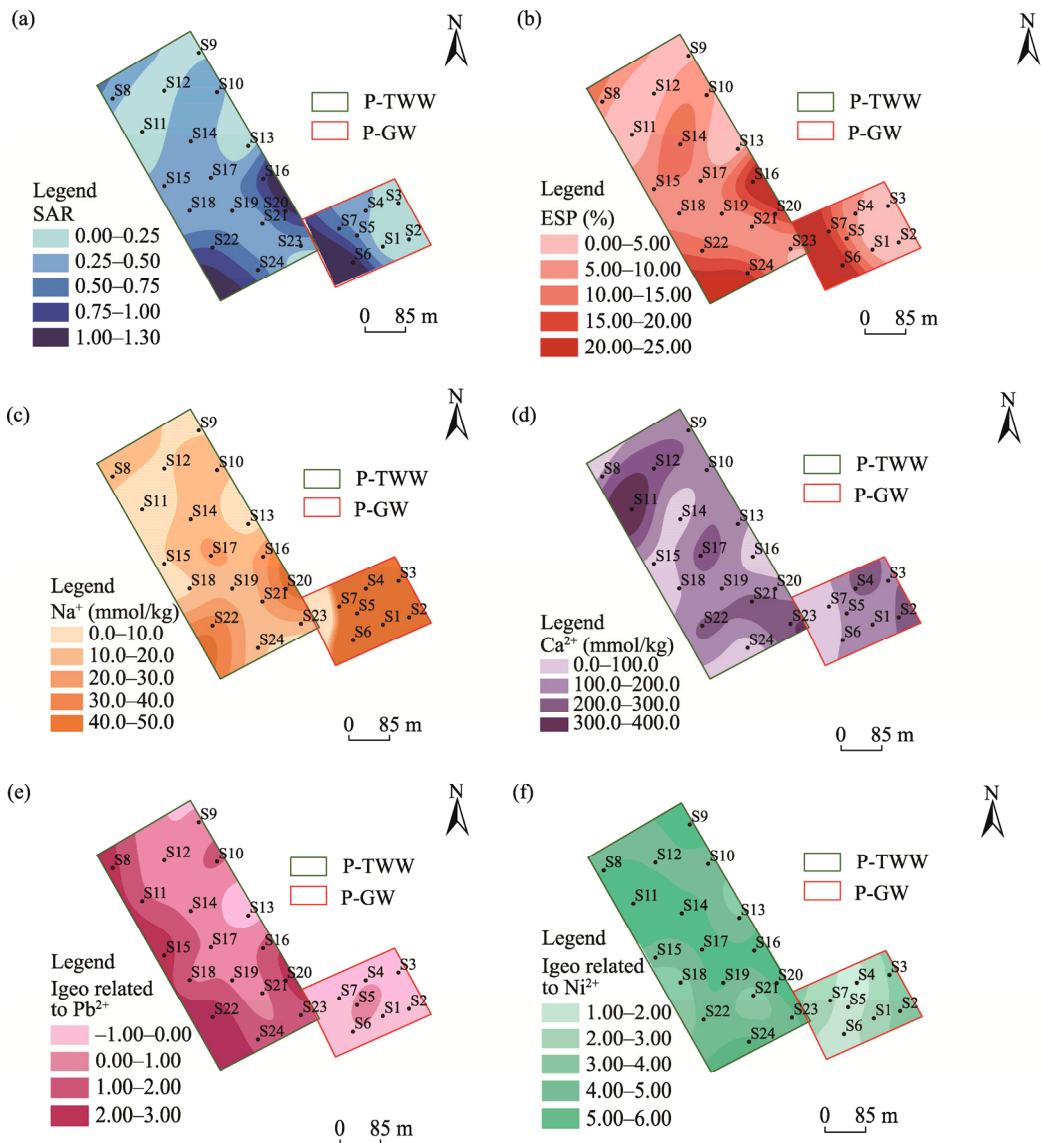 (a)
N
S9
S8
S12
S10
P-TWW
P-GW
S11
S14
S13
S15
S17
S16
S18
S19
S20
S21
S22
S23
S24
S3
S4
S7
S5
S1
S2
S6
Legend
SAR
0.00–0.25
0.25–0.50
0.50–0.75
0.75–1.00
1.00–1.30
0 85 m
(b)
N
S9
S8
S12
S10
P-TWW
P-GW
S11
S14
S13
S15
S17
S16
S18
S19
S20
S21
S22
S23
S24
S3
S4
S7
S5
S1
S2
S6
Legend
ESP (%)
0.00–5.00
5.00–10.00
10.00–15.00
15.00–20.00
20.00–25.00
0 85 m
(c)
N
S9
S8
S12
S10
P-TWW
P-GW
S11
S14
S13
S15
S17
S16
S18
S19
S20
S21
S22
S23
S24
S3
S4
S7
S5
S1
S2
S6
Legend
Na⁺ (mmol/kg)
0.0–10.0
10.0–20.0
20.0–30.0
30.0–40.0
40.0–50.0
0 85 m
(d)
N
S9
S8
S12
S10
P-TWW
P-GW
S11
S14
S13
S15
S17
S16
S18
S19
S20
S21
S22
S23
S24
S3
S4
S7
S5
S1
S2
S6
Legend
Ca²⁺ (mmol/kg)
0.0–100.0
100.0–200.0
200.0–300.0
300.0–400.0
0 85 m
(e)
N
S9
S8
S12
S10
P-TWW
P-GW
S11
S14
S13
S15
S17
S16
S18
S19
S20
S21
S22
S23
S24
S3
S4
S7
S5
S1
S2
S6
Legend
Igeo related
to Pb²⁺
−1.00–0.00
0.00–1.00
1.00–2.00
2.00–3.00
0 85 m
(f)
N
S9
S8
S12
S10
P-TWW
P-GW
S11
S14
S13
S15
S17
S16
S18
S19
S20
S21
S22
S23
S24
S3
S4
S7
S5
S1
S2
S6
Legend
Igeo related
to Ni²⁺
1.00–2.00
2.00–3.00
3.00–4.00
4.00–5.00
5.00–6.00
0 85 m